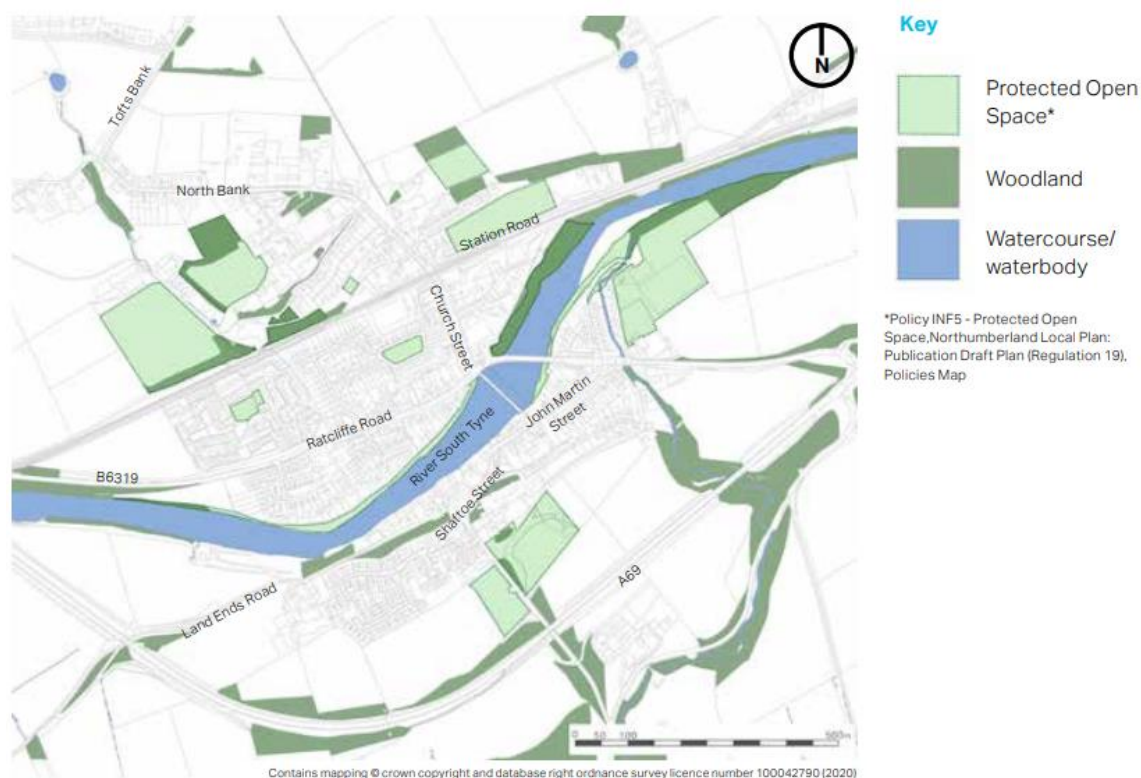 Key
Protected Open
Space*
Woodland
Watercourse/
waterbody
*Policy INF5 - Protected Open
Space,Northumberland Local Plan:
Publication Draft Plan (Regulation 19),
Policies Map
N
Tofts Bank
North Bank
Station Road
Church Street
Ratcliffe Road
John Martin
Street
River South Tyne
B6319
Shaftoe Street
A69
Land Ends Road
0 50 100 500m
Contains mapping © crown copyright and database right ordnance survey licence number 100042790 (2020)